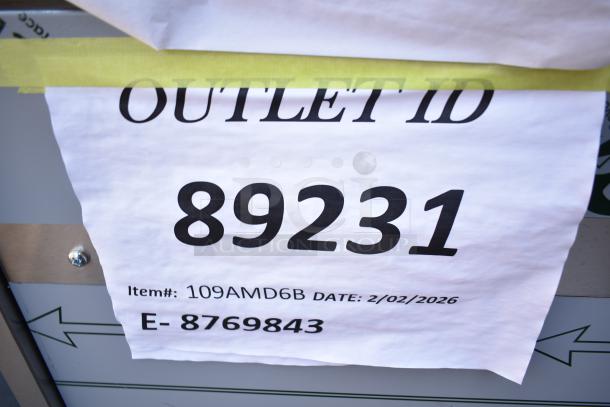 OUTLET ID
89231
Item#: 109AMD6B DATE: 2/02/2026
E- 8769843